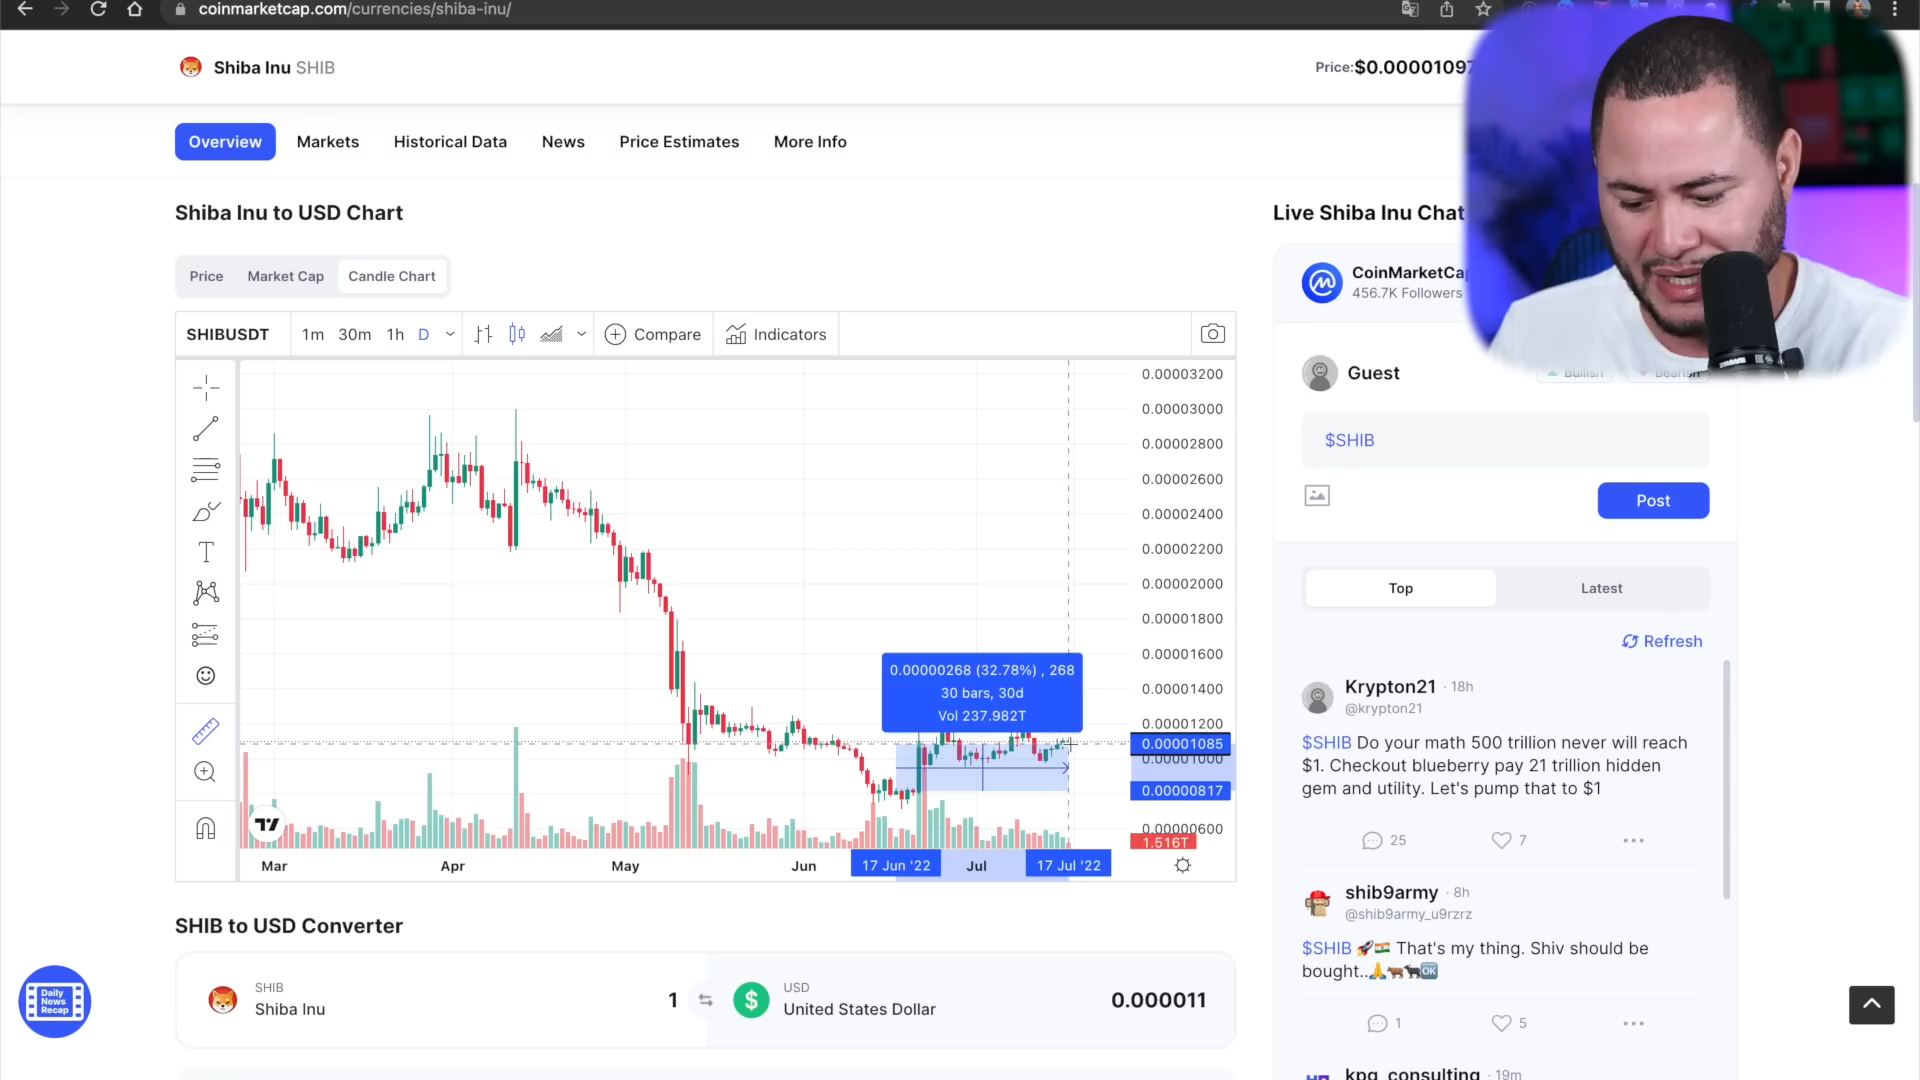 coinmarketcap.com/currencies/shiba-inu/
Shiba Inu SHIB
Price:$0.00001097
Overview
Markets
Historical Data
News
Price Estimates
More Info
Shiba Inu to USD Chart
Live Shiba Inu Chat
Price
Market Cap
Candle Chart
CoinMarketCap
456.7K Followers
SHIBUSDT
1m
30m
1h
D
Compare
Indicators
Guest
Bullish
Bearish
$SHIB
Post
0.00003200
0.00003000
0.00002800
0.00002600
0.00002400
0.00002200
0.00002000
0.00001800
0.00001600
0.00001400
0.00001200
0.00001085
0.00001000
0.00000817
0.00000600
1.516T
0.00000268 (32.78%) , 268
30 bars, 30d
Vol 237.982T
Mar
Apr
May
Jun
17 Jun '22
Jul
17 Jul '22
Top
Latest
Refresh
Krypton21 · 18h
@krypton21
$SHIB Do your math 500 trillion never will reach
$1. Checkout blueberry pay 21 trillion hidden
gem and utility. Let's pump that to $1
25
7
shib9army · 8h
@shib9army_u9rzrz
$SHIB 🚀🇮🇳 That's my thing. Shiv should be
bought..🙏🐂🐃🆗
1
5
kpg_consulting · 19m
SHIB to USD Converter
SHIB
Shiba Inu
1
USD
United States Dollar
0.000011
Daily
News
Recap